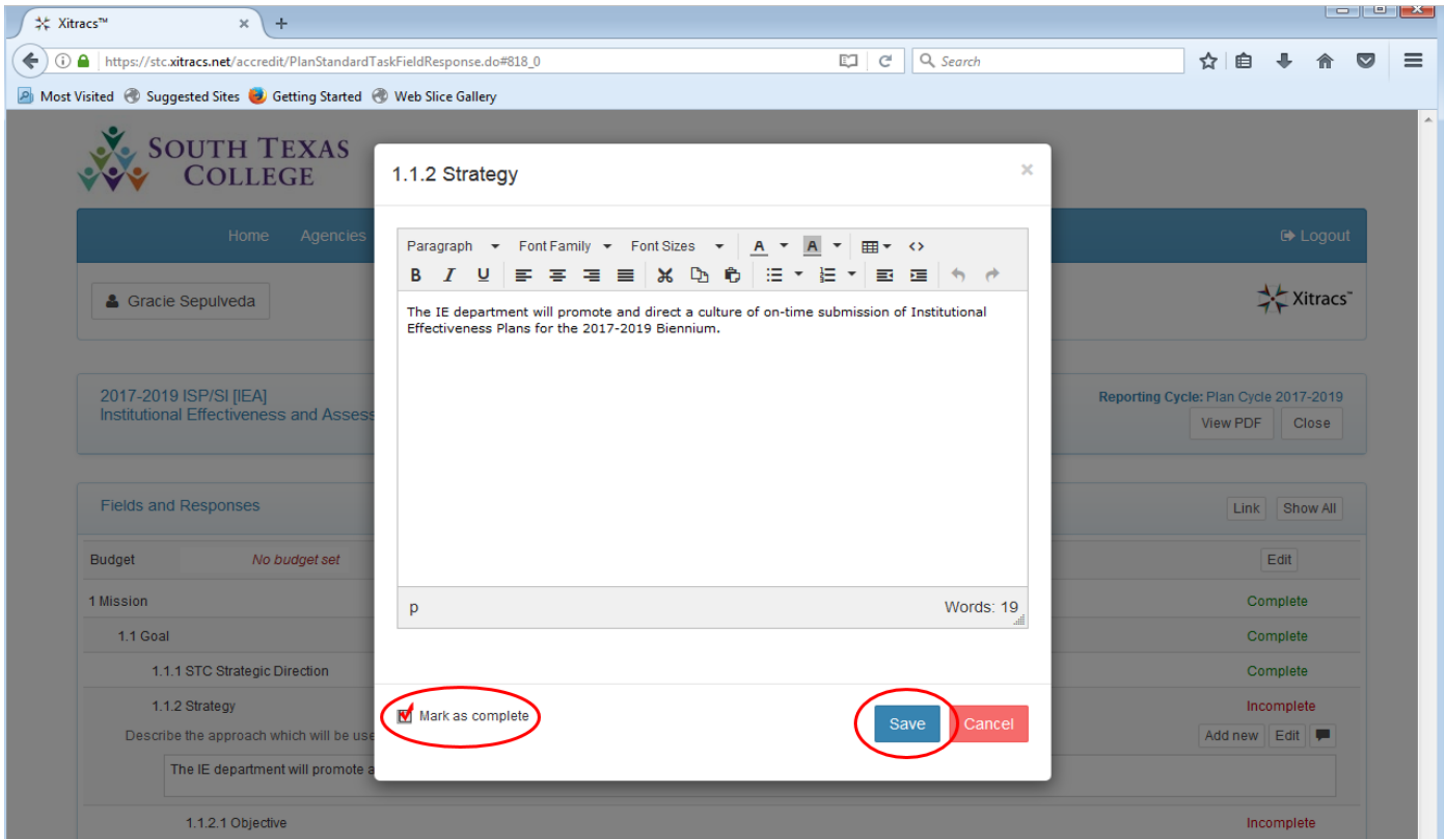 Xitracs™ × +
https://stc.xitracs.net/accredit/PlanStandardTaskFieldResponse.do#818_0 Search
Most Visited Suggested Sites Getting Started Web Slice Gallery
SOUTH TEXAS
COLLEGE
Home Agencies Logout
Gracie Sepulveda Xitracs™
1.1.2 Strategy ×
Paragraph Font Family Font Sizes A A <>
B I U
The IE department will promote and direct a culture of on-time submission of Institutional
Effectiveness Plans for the 2017-2019 Biennium.
p Words: 19
Mark as complete Save Cancel
2017-2019 ISP/SI [IEA] Reporting Cycle: Plan Cycle 2017-2019
Institutional Effectiveness and Assess View PDF Close
Fields and Responses Link Show All
Budget No budget set Edit
1 Mission Complete
1.1 Goal Complete
1.1.1 STC Strategic Direction Complete
1.1.2 Strategy Incomplete
Describe the approach which will be use Add new Edit
The IE department will promote a
1.1.2.1 Objective Incomplete